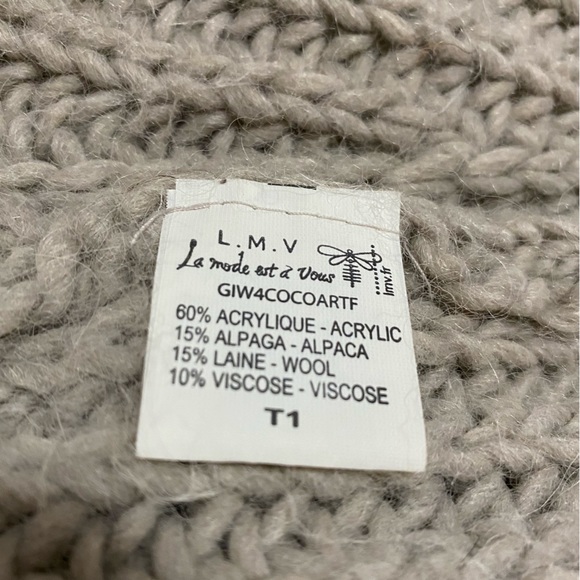 L.M.V
La mode est à vous
lmv.fr
GIW4COCOARTF
60% ACRYLIQUE - ACRYLIC
15% ALPAGA - ALPACA
15% LAINE - WOOL
10% VISCOSE - VISCOSE
T1